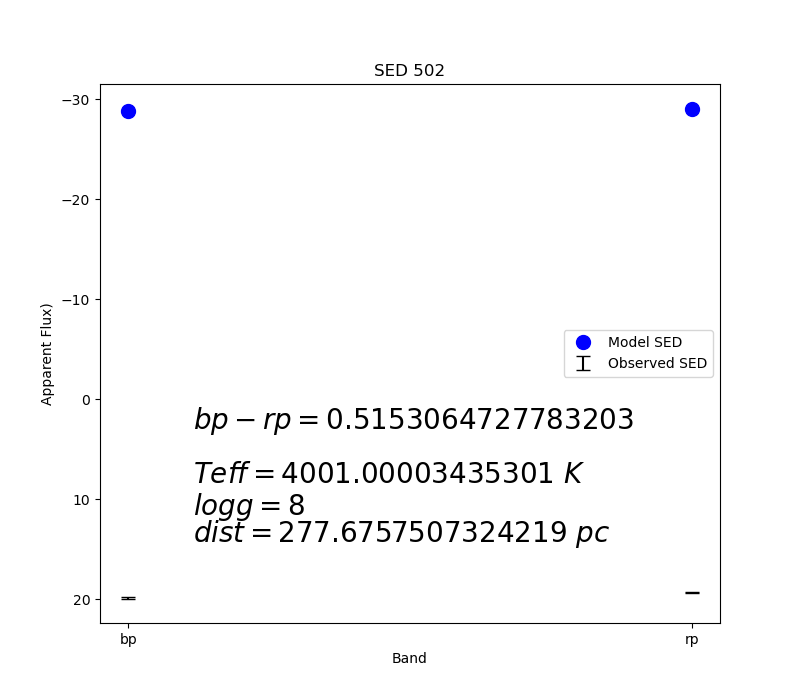 SED 502
−30
−20
−10
0
10
20
Apparent Flux)
Model SED
Observed SED
bp − rp = 0.5153064727783203
Teff = 4001.00003435301 K
logg = 8
dist = 277.6757507324219 pc
bp
rp
Band